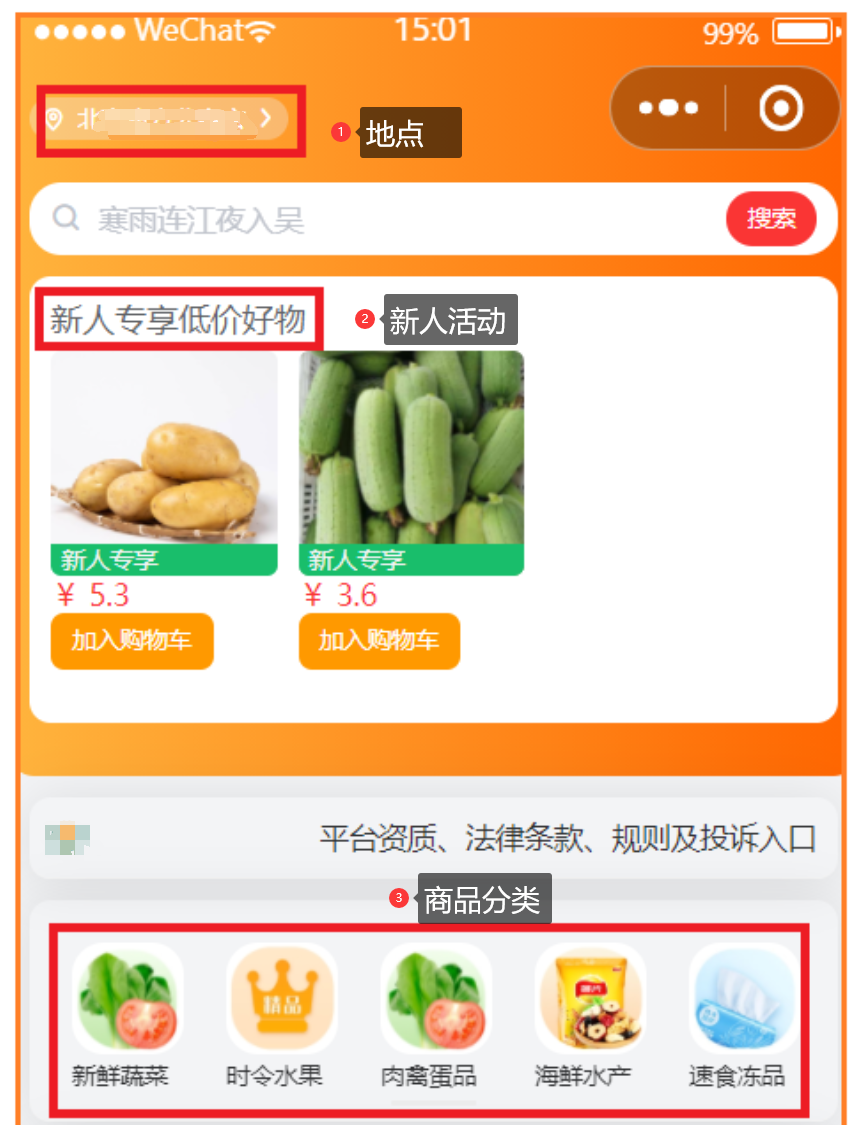 WeChat 15:01 99%
北
1 地点
寒雨连江夜入吴 搜索
新人专享低价好物
2 新人活动
新人专享 新人专享
¥ 5.3 ¥ 3.6
加入购物车 加入购物车
平台资质、法律条款、规则及投诉入口
3 商品分类
精品
新鲜蔬菜 时令水果 肉禽蛋品 海鲜水产 速食冻品